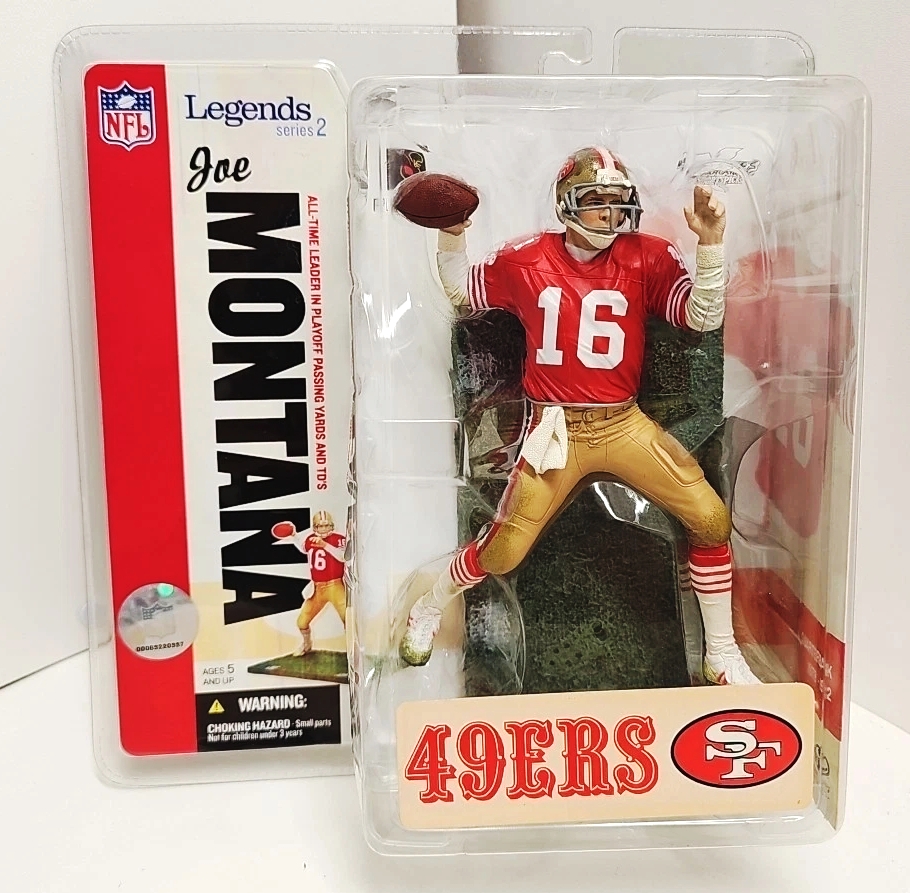 NFL
Legends
series 2
Joe
MONTANA
ALL-TIME LEADER IN PLAYOFF PASSING YARDS AND TD'S
16
16
AGES 5
AND UP
WARNING:
CHOKING HAZARD - Small parts
Not for children under 3 years
49ERS
SF